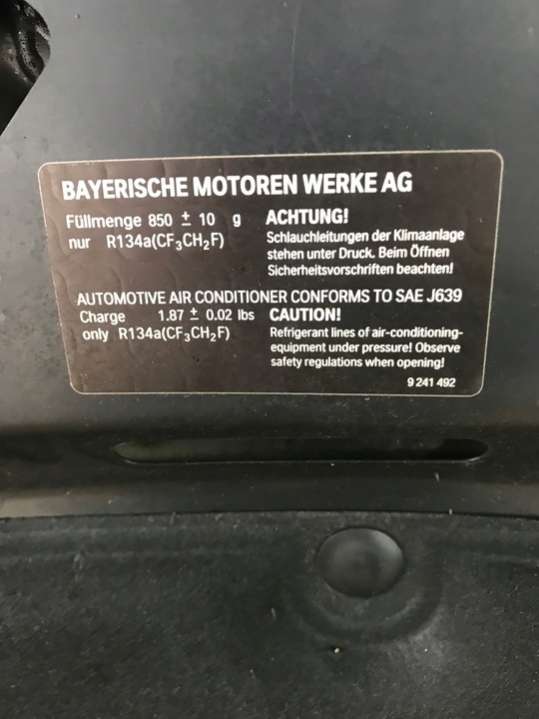 BAYERISCHE MOTOREN WERKE AG
Füllmenge 850 ± 10 g
nur R134a(CF₃CH₂F)
ACHTUNG!
Schlauchleitungen der Klimaanlage
stehen unter Druck. Beim Öffnen
Sicherheitsvorschriften beachten!
AUTOMOTIVE AIR CONDITIONER CONFORMS TO SAE J639
Charge 1.87 ± 0.02 lbs
only R134a(CF₃CH₂F)
CAUTION!
Refrigerant lines of air-conditioning-
equipment under pressure! Observe
safety regulations when opening!
9 241 492